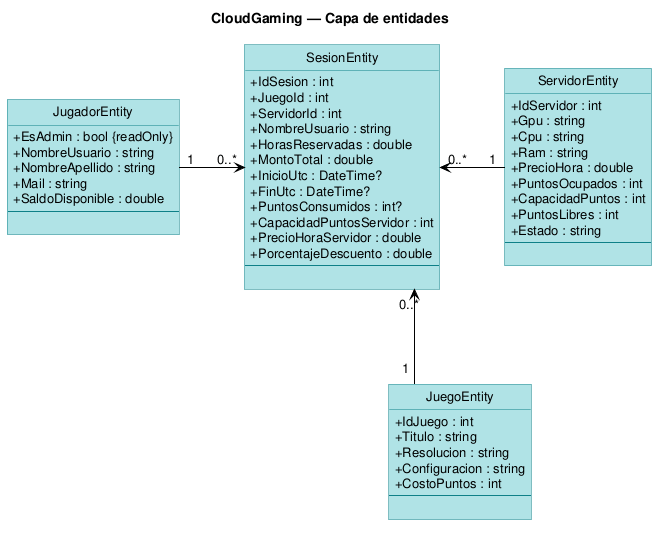 CloudGaming — Capa de entidades
JugadorEntity
+EsAdmin : bool {readOnly}
+NombreUsuario : string
+NombreApellido : string
+Mail : string
+SaldoDisponible : double
1
0..*
SesionEntity
+IdSesion : int
+JuegoId : int
+ServidorId : int
+NombreUsuario : string
+HorasReservadas : double
+MontoTotal : double
+InicioUtc : DateTime?
+FinUtc : DateTime?
+PuntosConsumidos : int?
+CapacidadPuntosServidor : int
+PrecioHoraServidor : double
+PorcentajeDescuento : double
0..*
1
ServidorEntity
+IdServidor : int
+Gpu : string
+Cpu : string
+Ram : string
+PrecioHora : double
+PuntosOcupados : int
+CapacidadPuntos : int
+PuntosLibres : int
+Estado : string
0..*
1
JuegoEntity
+IdJuego : int
+Titulo : string
+Resolucion : string
+Configuracion : string
+CostoPuntos : int